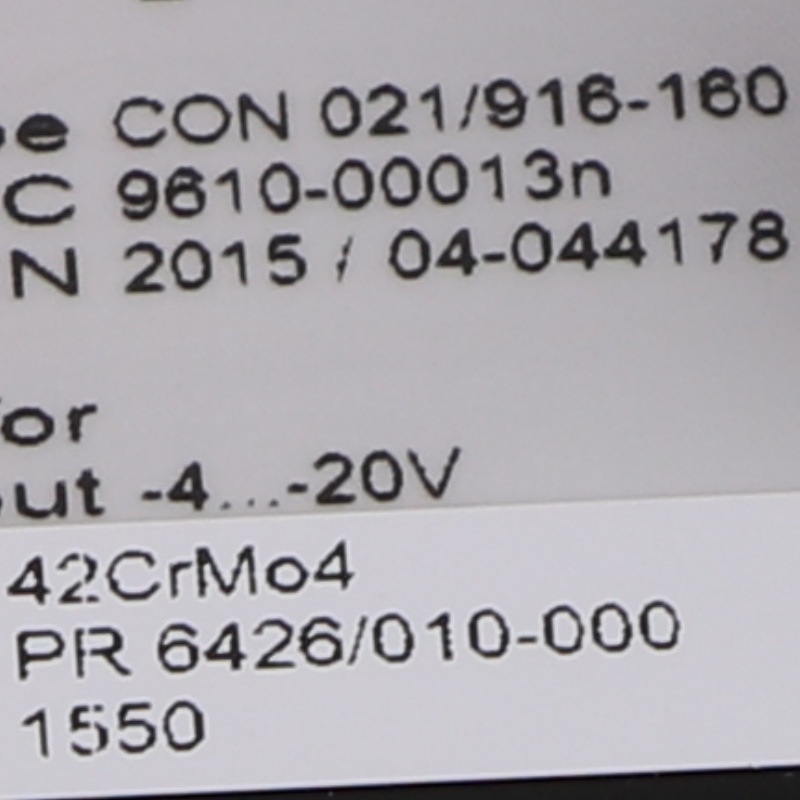 e CON 021/916-160
C 9610-00013n
N 2015 / 04-044178
or
ut -4...-20V
42CrMo4
PR 6426/010-000
1550